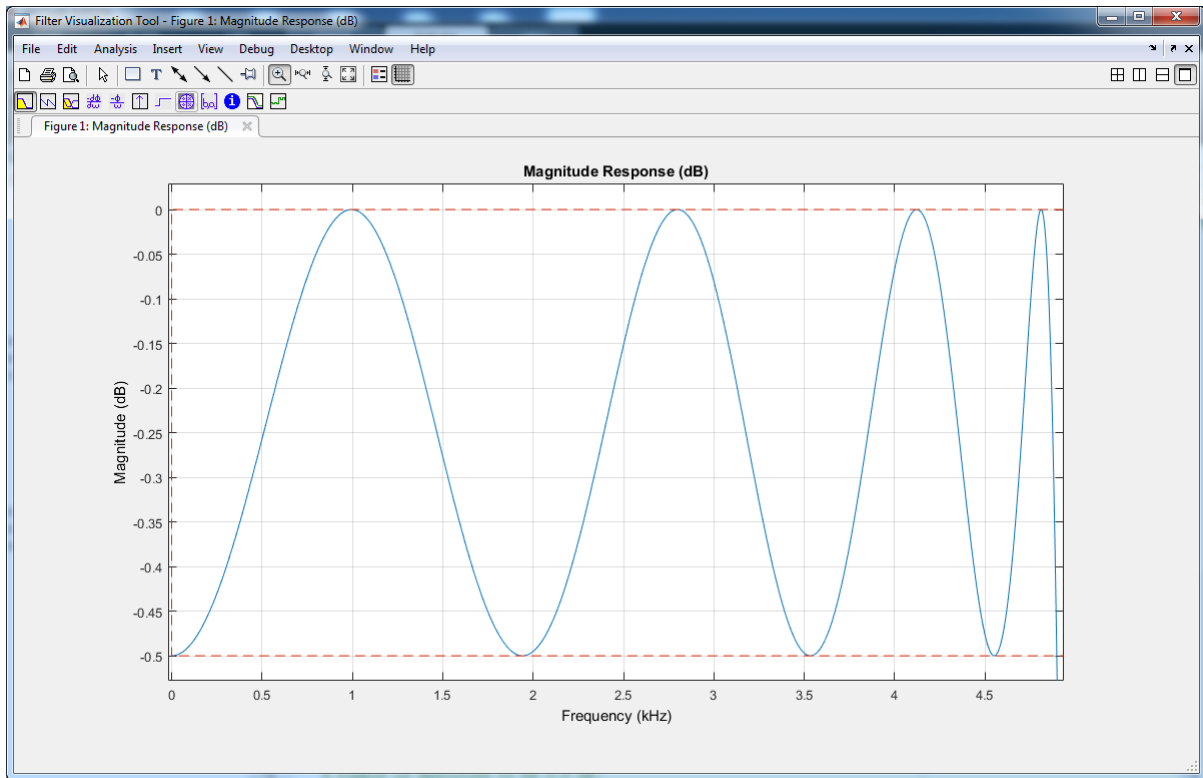 Filter Visualization Tool - Figure 1: Magnitude Response (dB)
File Edit Analysis Insert View Debug Desktop Window Help
Figure 1: Magnitude Response (dB)
Magnitude Response (dB)
0
-0.05
-0.1
-0.15
-0.2
-0.25
-0.3
-0.35
-0.4
-0.45
-0.5
Magnitude (dB)
0 0.5 1 1.5 2 2.5 3 3.5 4 4.5
Frequency (kHz)